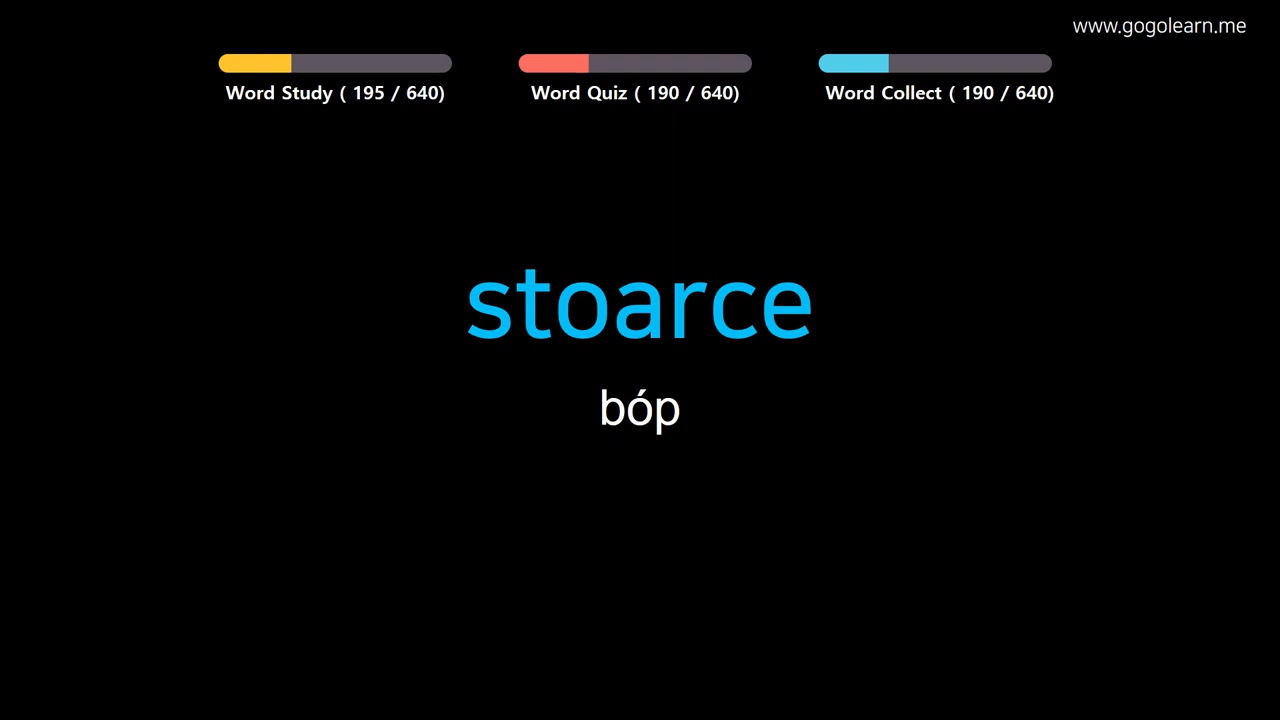 www.gogolearn.me
Word Study ( 195 / 640)
Word Quiz ( 190 / 640)
Word Collect ( 190 / 640)
stoarce
bóp